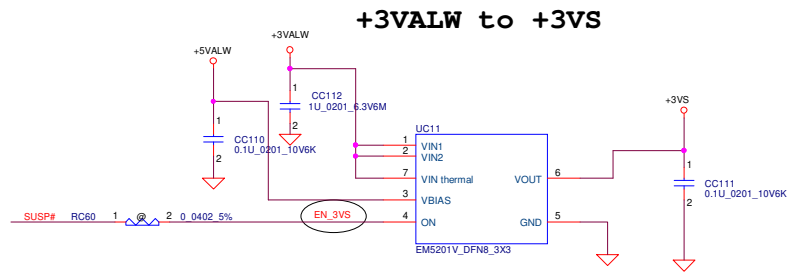 +3VALW to +3VS
+5VALW
+3VALW
1
CC112
1U_0201_6.3V6M
2
1
CC110
0.1U_0201_10V6K
2
UC11
1 VIN1
2 VIN2
7 VIN thermal
3 VBIAS
4 ON
VOUT 6
GND 5
EM5201V_DFN8_3X3
+3VS
1
CC111
0.1U_0201_10V6K
2
SUSP# RC60 1 @ 2 0_0402_5% EN_3VS